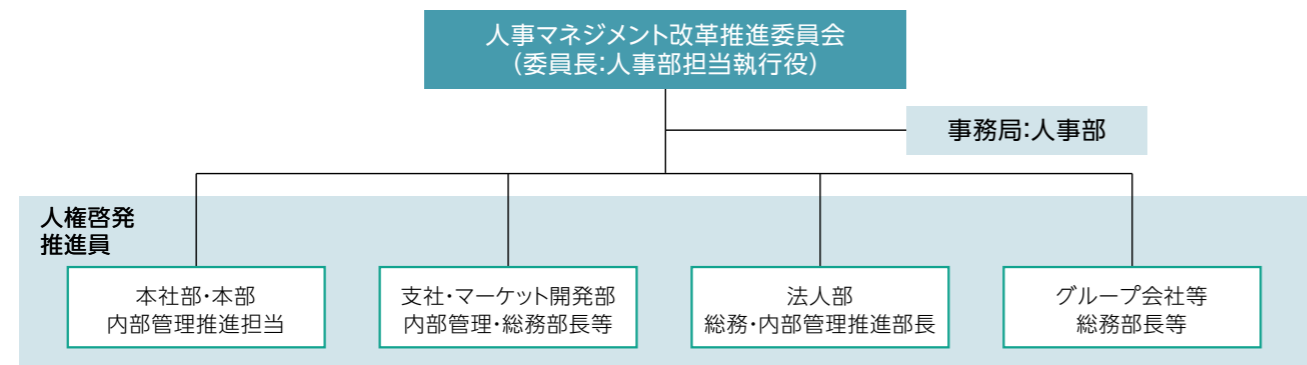 人事マネジメント改革推進委員会
(委員長:人事部担当執行役)
事務局:人事部
人権啓発
推進員
本社部・本部
内部管理推進担当
支社・マーケット開発部
内部管理・総務部長等
法人部
総務・内部管理推進部長
グループ会社等
総務部長等